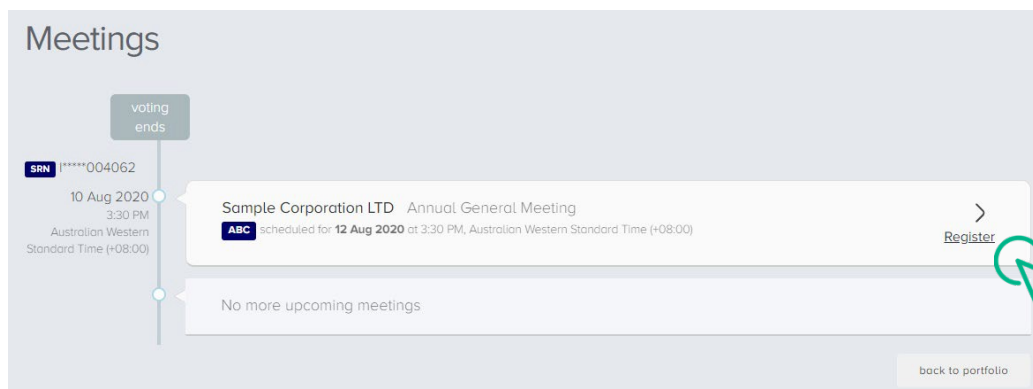 Meetings
voting
ends
SRN I*****004062
10 Aug 2020
3:30 PM
Australian Western
Standard Time (+08:00)
Sample Corporation LTD Annual General Meeting
ABC scheduled for 12 Aug 2020 at 3:30 PM, Australian Western Standard Time (+08:00)
Register
No more upcoming meetings
back to portfolio